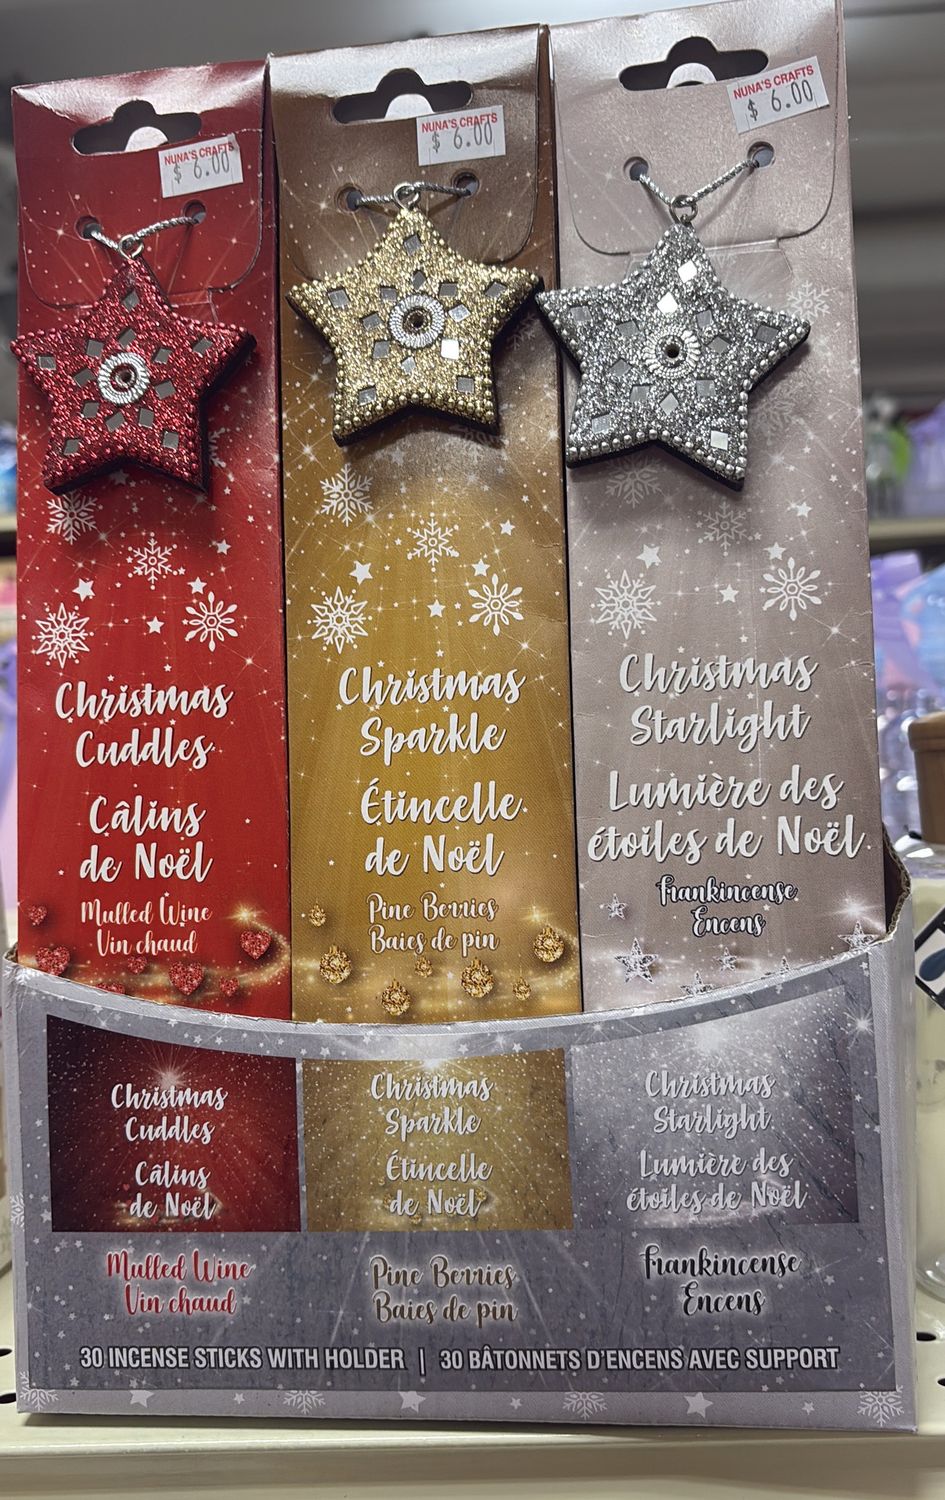 NUNA'S CRAFTS
$ 6.00
NUNA'S CRAFTS
$ 6.00
NUNA'S CRAFTS
$ 6.00
Christmas
Cuddles
Câlins
de Noël
Mulled Wine
Vin chaud
Christmas
Sparkle
Étincelle
de Noël
Pine Berries
Baies de pin
Christmas
Starlight
Lumière des
étoiles de Noël
Frankincense
Encens
Christmas
Cuddles
Câlins
de Noël
Mulled Wine
Vin chaud
Christmas
Sparkle
Étincelle
de Noël
Pine Berries
Baies de pin
Christmas
Starlight
Lumière des
étoiles de Noël
Frankincense
Encens
30 INCENSE STICKS WITH HOLDER | 30 BÂTONNETS D'ENCENS AVEC SUPPORT